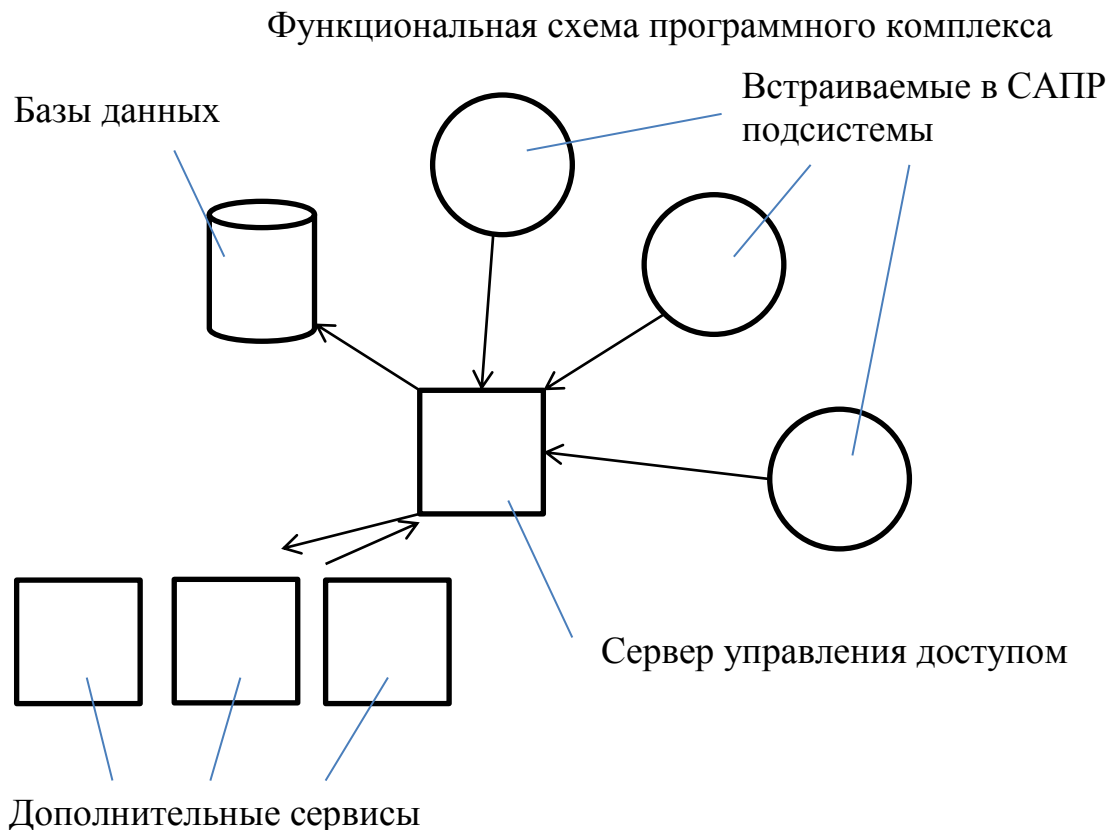 Функциональная схема программного комплекса
Базы данных
Встраиваемые в САПР
подсистемы
Сервер управления доступом
Дополнительные сервисы